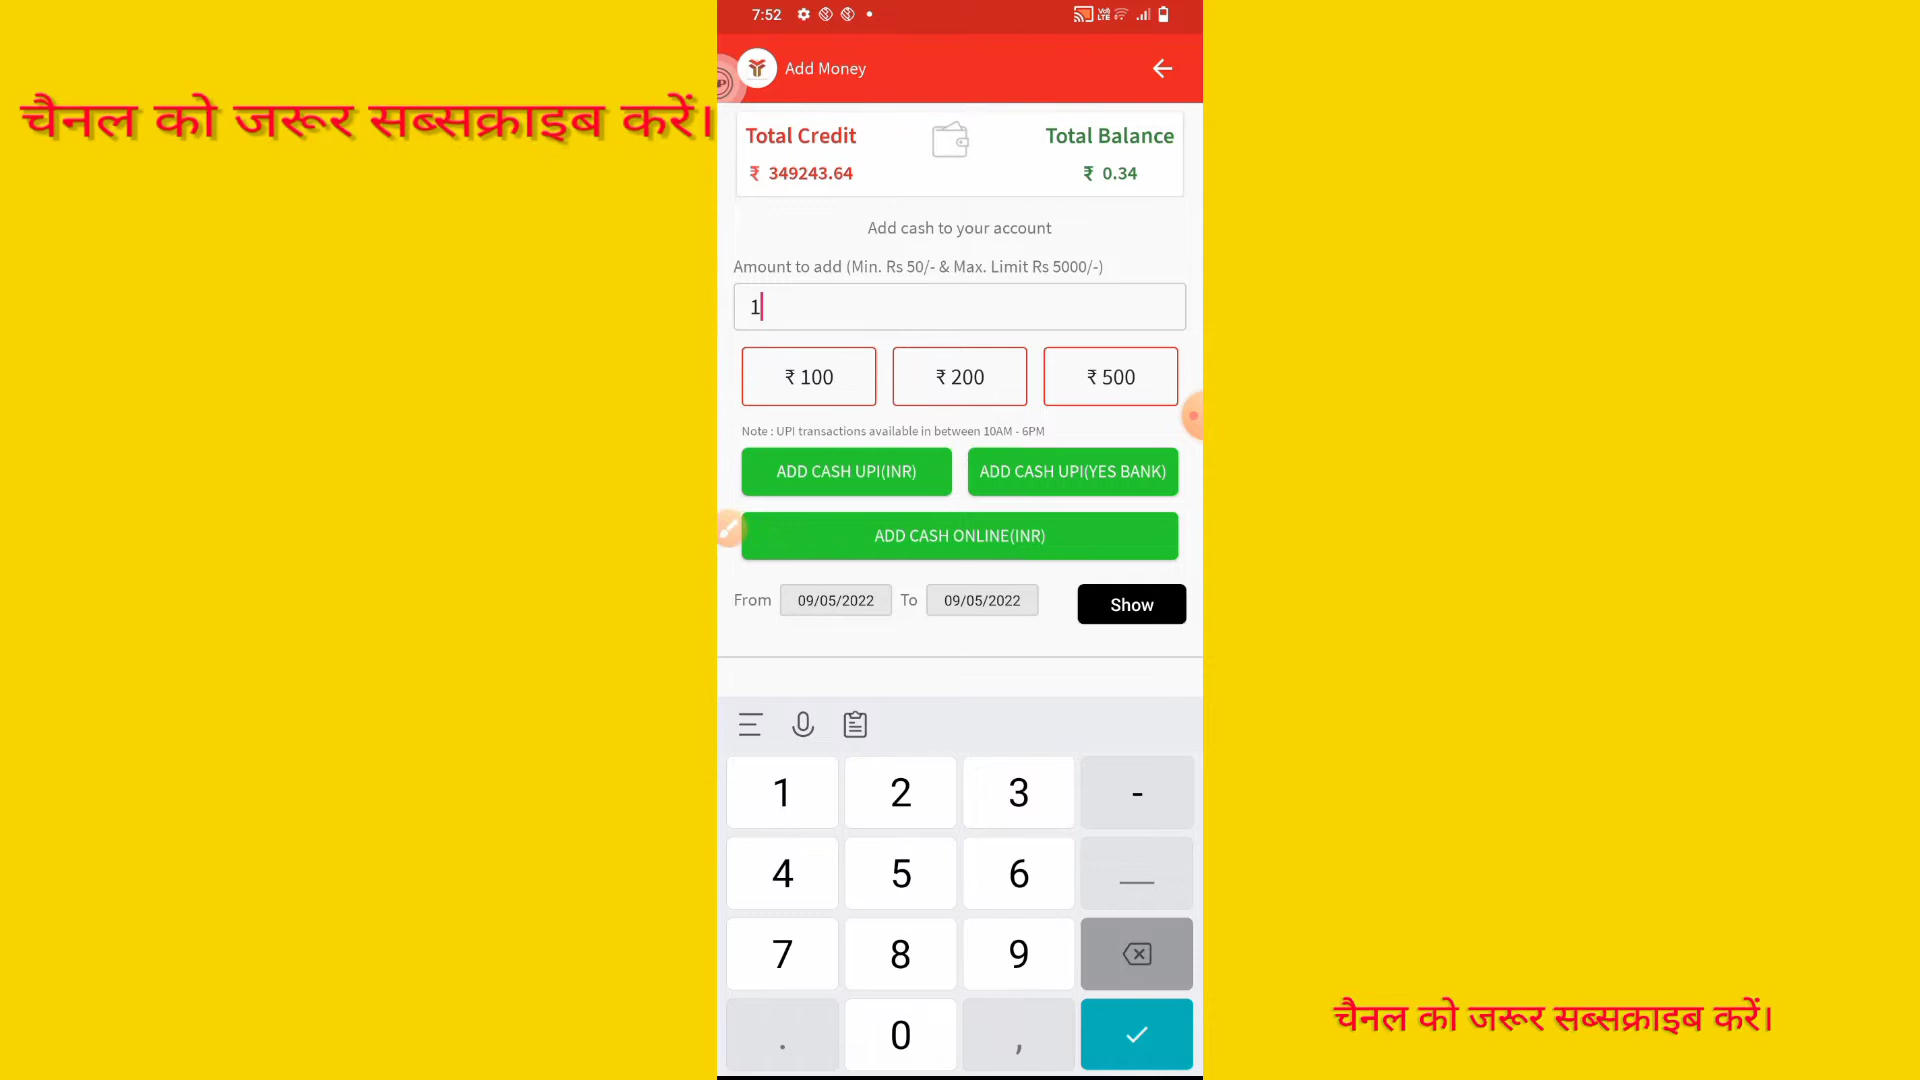 7:52
चैनल को जरूर सब्सक्राइब करें।
Add Money
Total Credit
Total Balance
₹ 349243.64
₹ 0.34
Add cash to your account
Amount to add (Min. Rs 50/- & Max. Limit Rs 5000/-)
1
₹ 100
₹ 200
₹ 500
Note : UPI transactions available in between 10AM - 6PM
ADD CASH UPI(INR)
ADD CASH UPI(YES BANK)
ADD CASH ONLINE(INR)
From 09/05/2022 To 09/05/2022
Show
1 2 3 -
4 5 6 _
7 8 9
. 0 ,
चैनल को जरूर सब्सक्राइब करें।